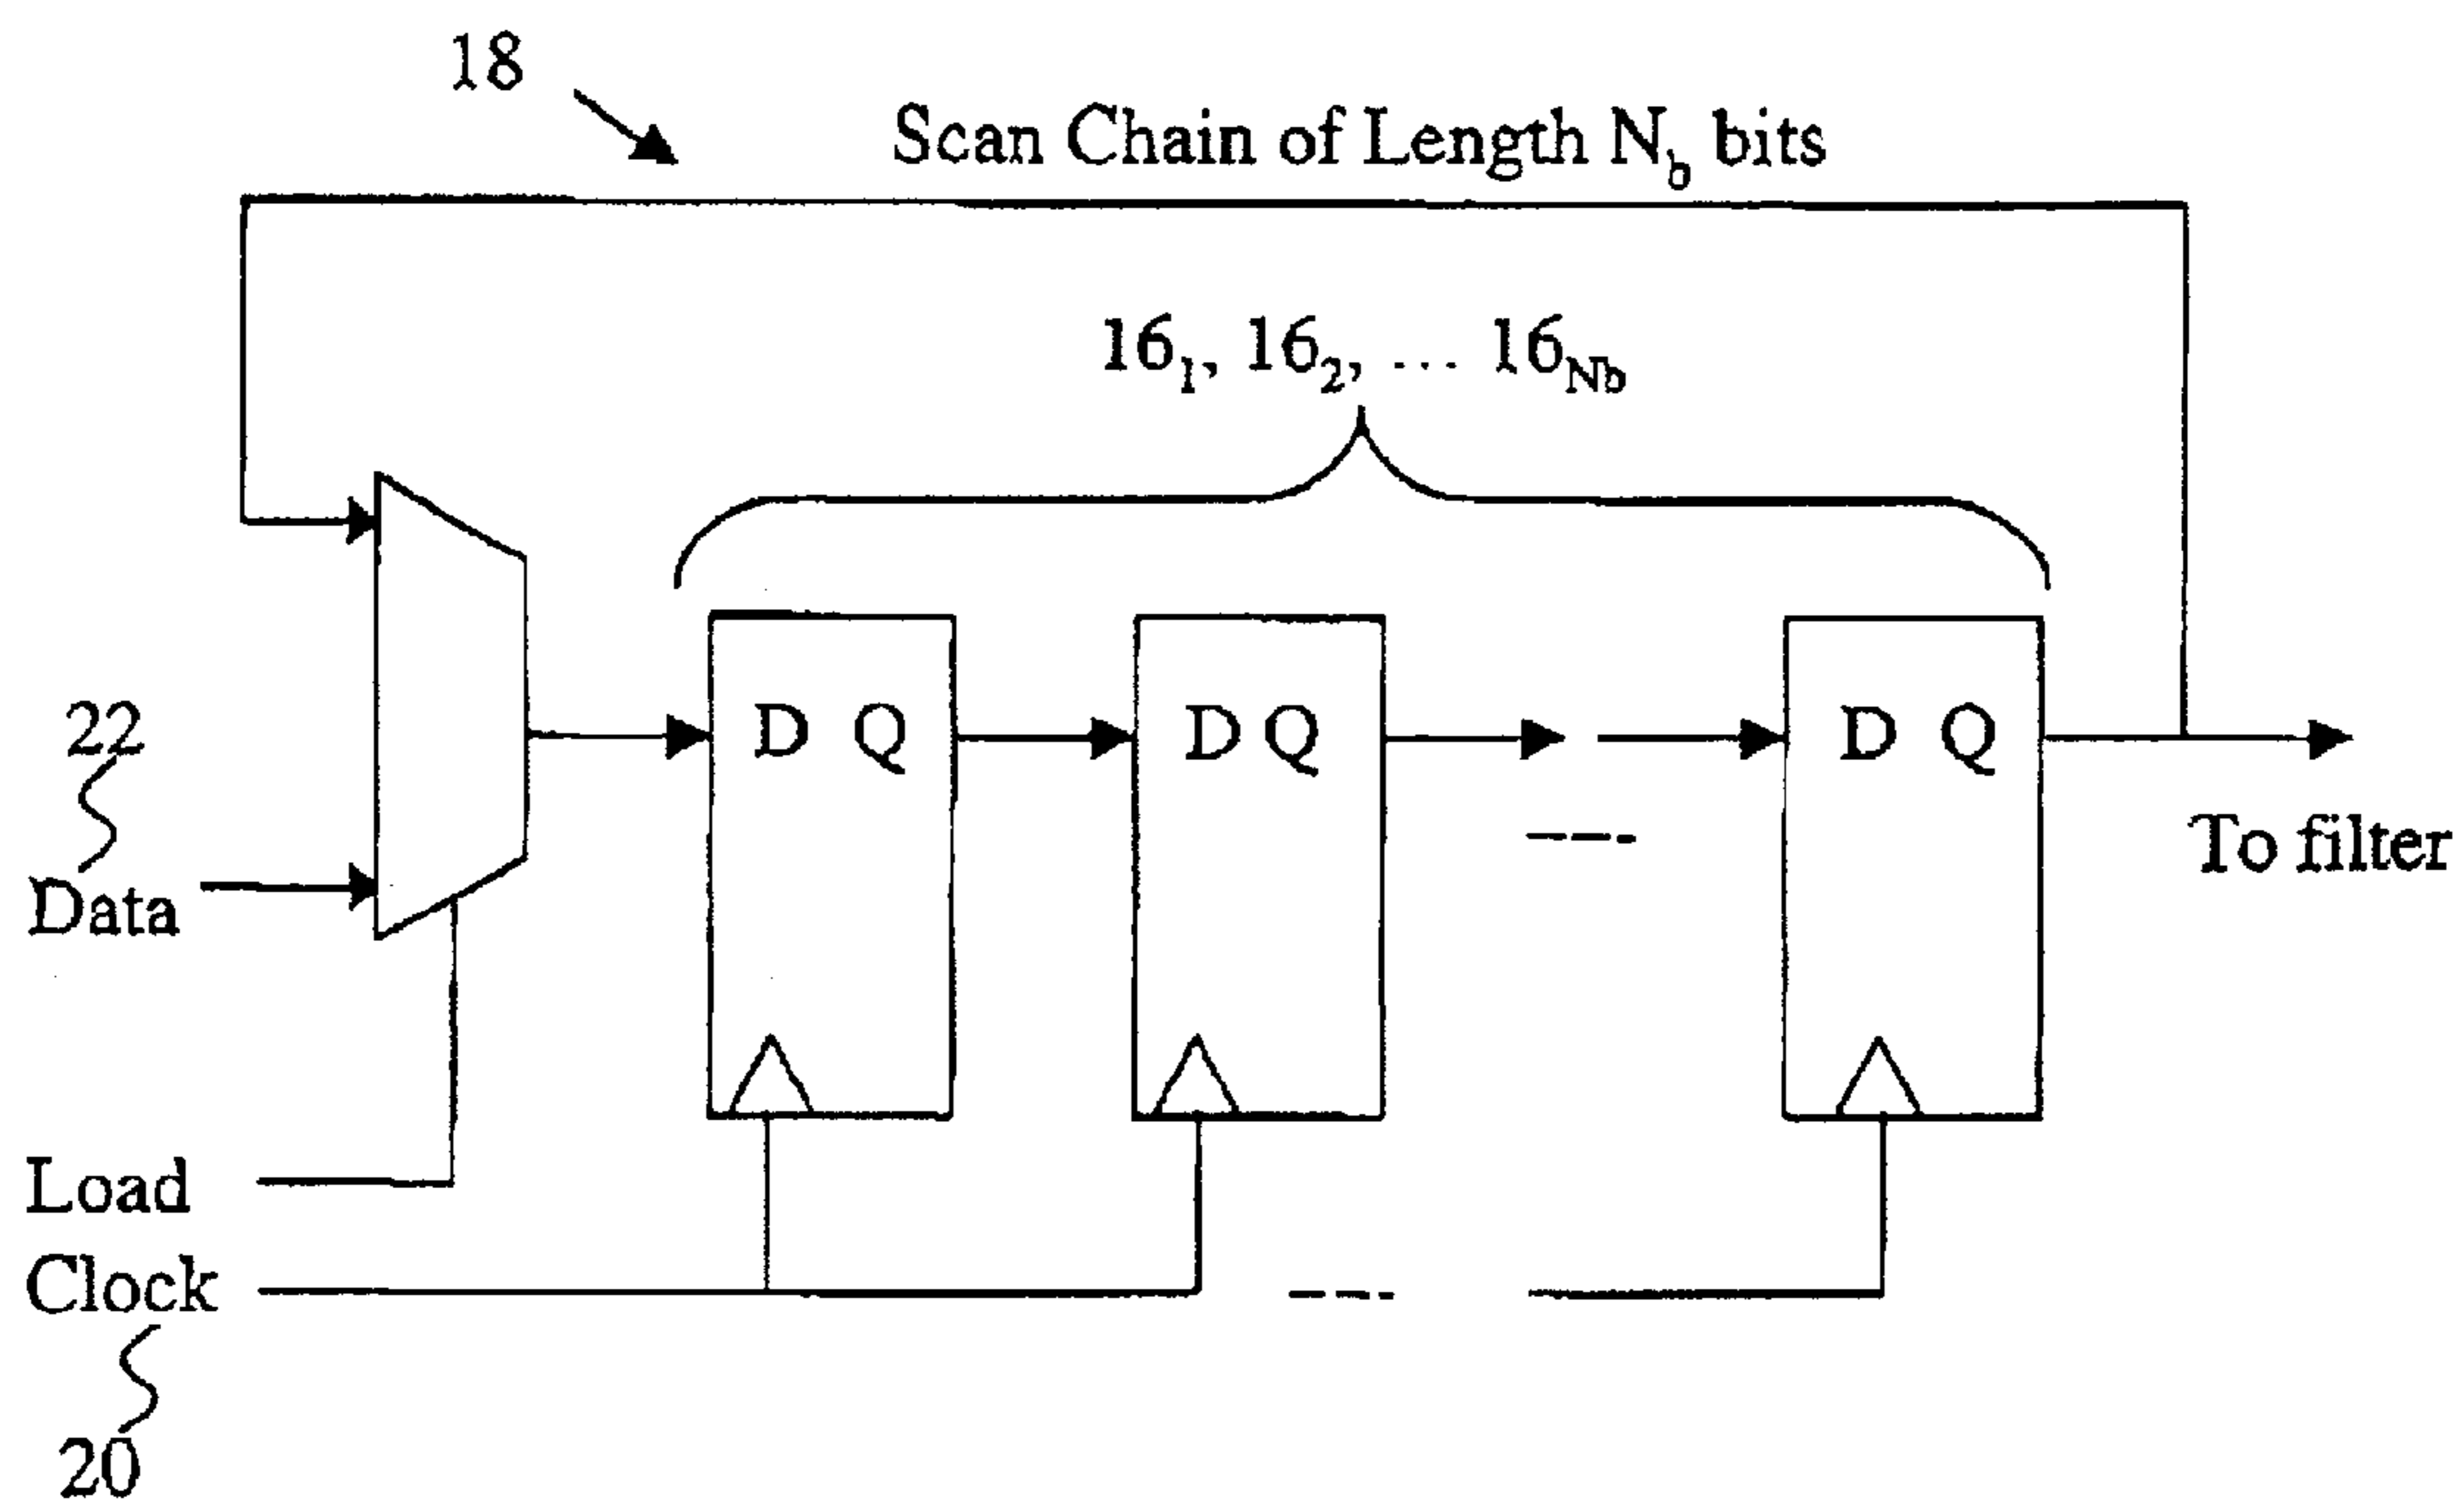 18
Scan Chain of Length N_b bits
16_1, 16_2, ... 16_Nb
D Q
D Q
D Q
22
Data
To filter
Load
Clock
20